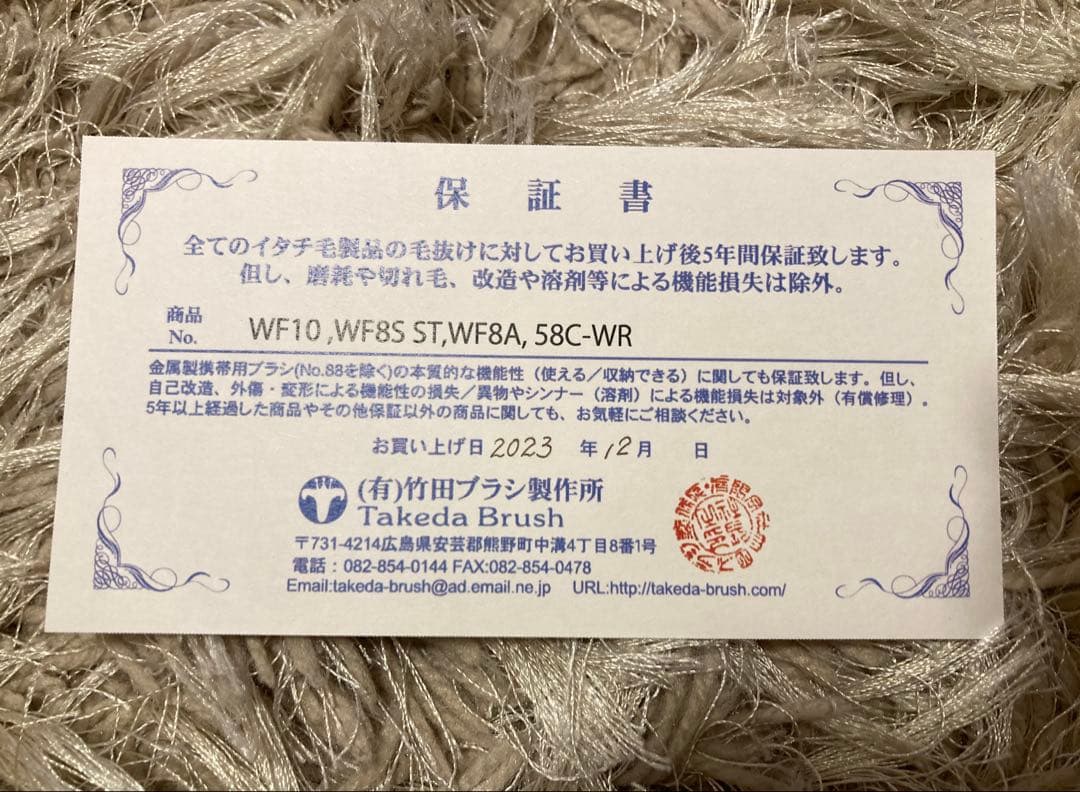 保証書
全てのイタチ毛製品の毛抜けに対してお買い上げ後5年間保証致します。
但し、磨耗や切れ毛、改造や溶剤等による機能損失は除外。
商品
No. WF10 ,WF8S ST,WF8A, 58C-WR
金属製携帯用ブラシ(No.88を除く)の本質的な機能性（使える／収納できる）に関しても保証致します。但し、
自己改造、外傷・変形による機能性の損失／異物やシンナー（溶剤）による機能損失は対象外（有償修理）。
5年以上経過した商品やその他保証以外の商品に関しても、お気軽にご相談ください。
お買い上げ日 2023 年 12月 日
(有)竹田ブラシ製作所
Takeda Brush
〒731-4214広島県安芸郡熊野町中溝4丁目8番1号
電話：082-854-0144 FAX:082-854-0478
Email:takeda-brush@ad.email.ne.jp URL:http://takeda-brush.com/